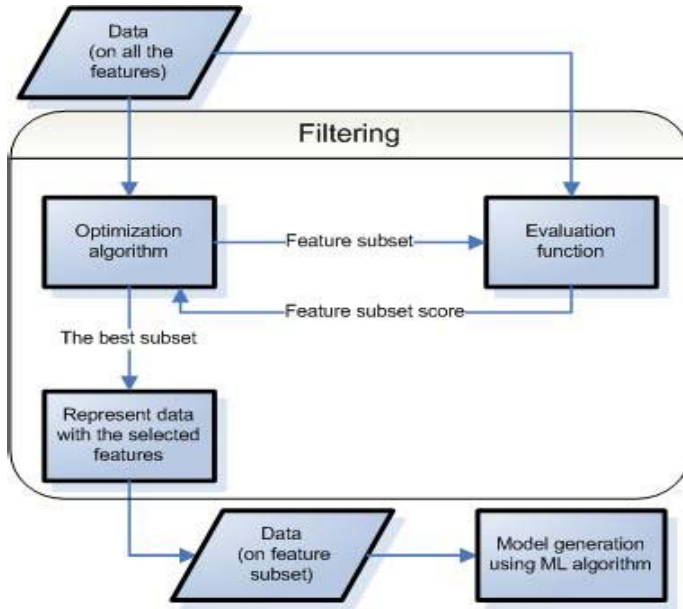 Data
(on all the
features)
Filtering
Optimization
algorithm
Feature subset
Evaluation
function
Feature subset score
The best subset
Represent data
with the selected
features
Data
(on feature
subset)
Model generation
using ML algorithm